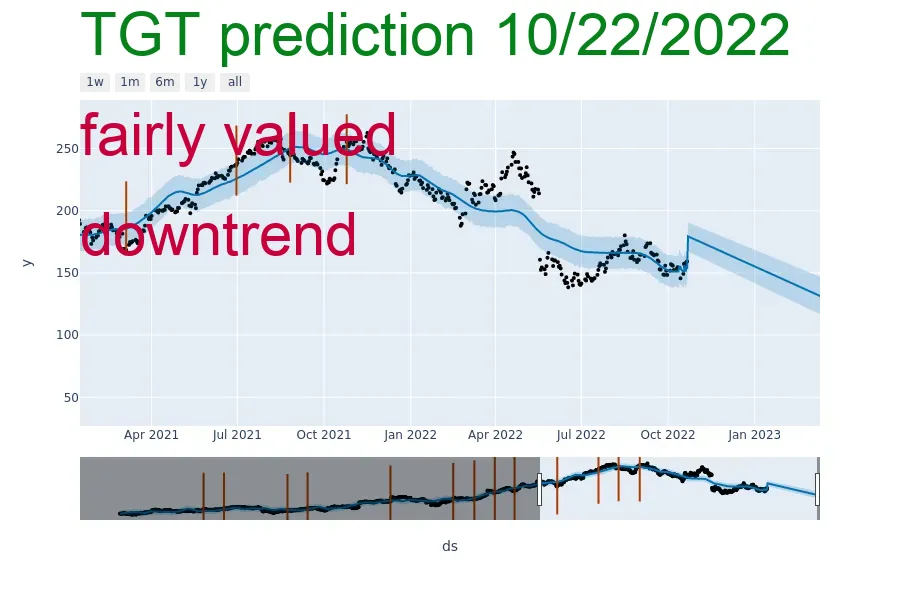 TGT prediction 10/22/2022
1w 1m 6m 1y all
fairly valued
downtrend
250
200
150
100
50
y
Apr 2021 Jul 2021 Oct 2021 Jan 2022 Apr 2022 Jul 2022 Oct 2022 Jan 2023
ds